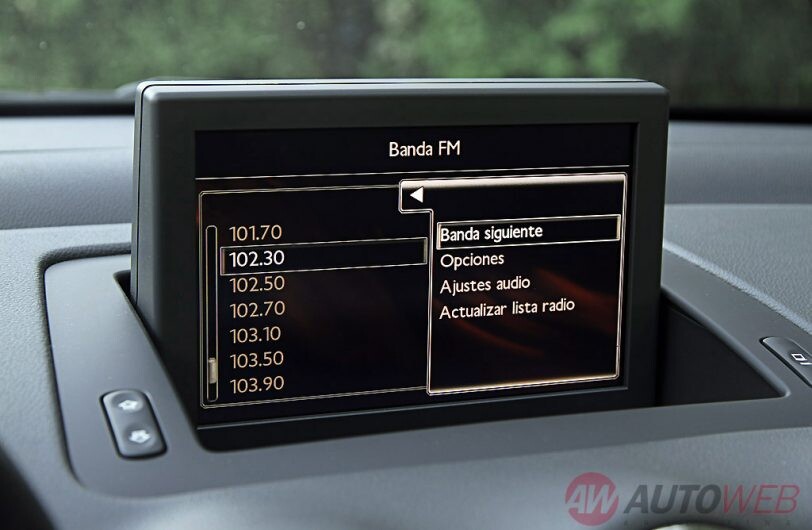 Banda FM
101.70
102.30
102.50
102.70
103.10
103.50
103.90
Banda siguiente
Opciones
Ajustes audio
Actualizar lista radio
AW AUTOWEB